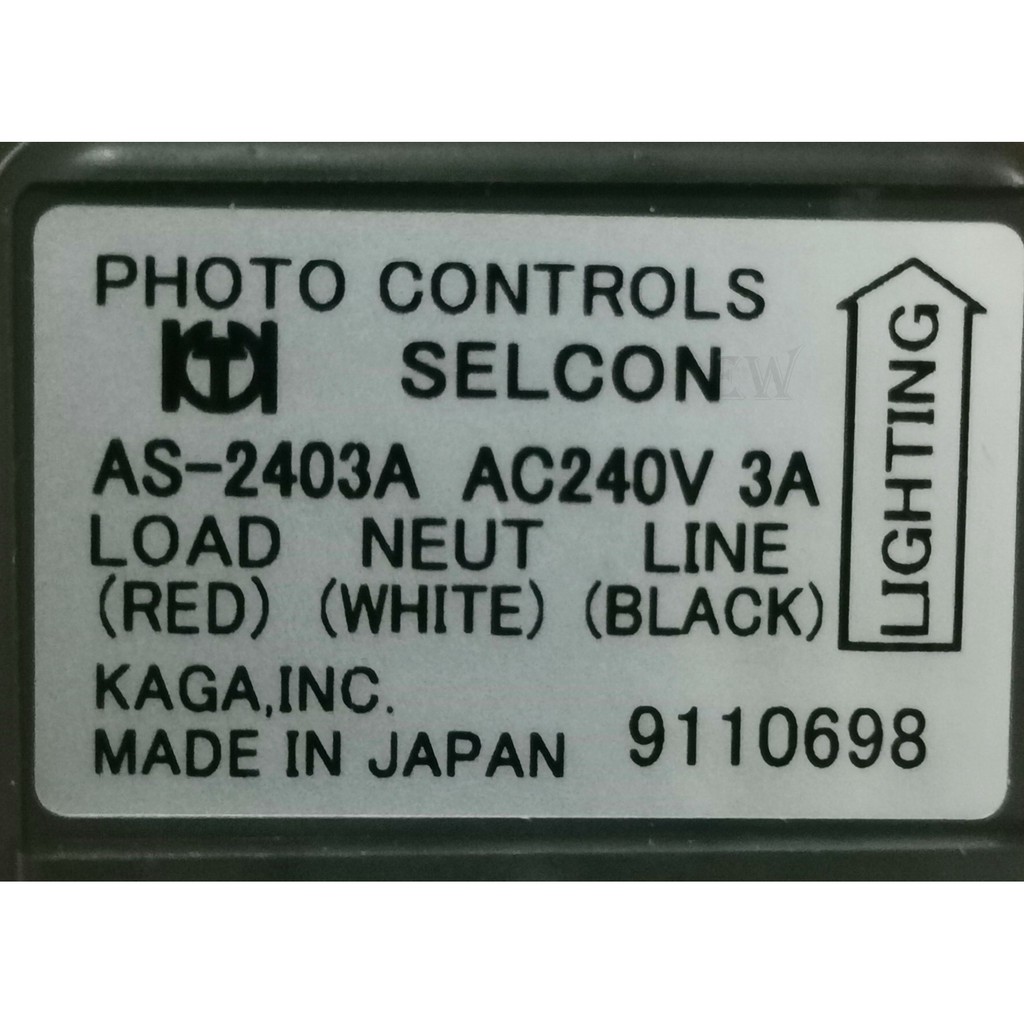 PHOTO CONTROLS
SELCON
AS-2403A AC240V 3A
LOAD NEUT LINE
(RED) (WHITE) (BLACK)
KAGA,INC.
MADE IN JAPAN 9110698
LIGHTING